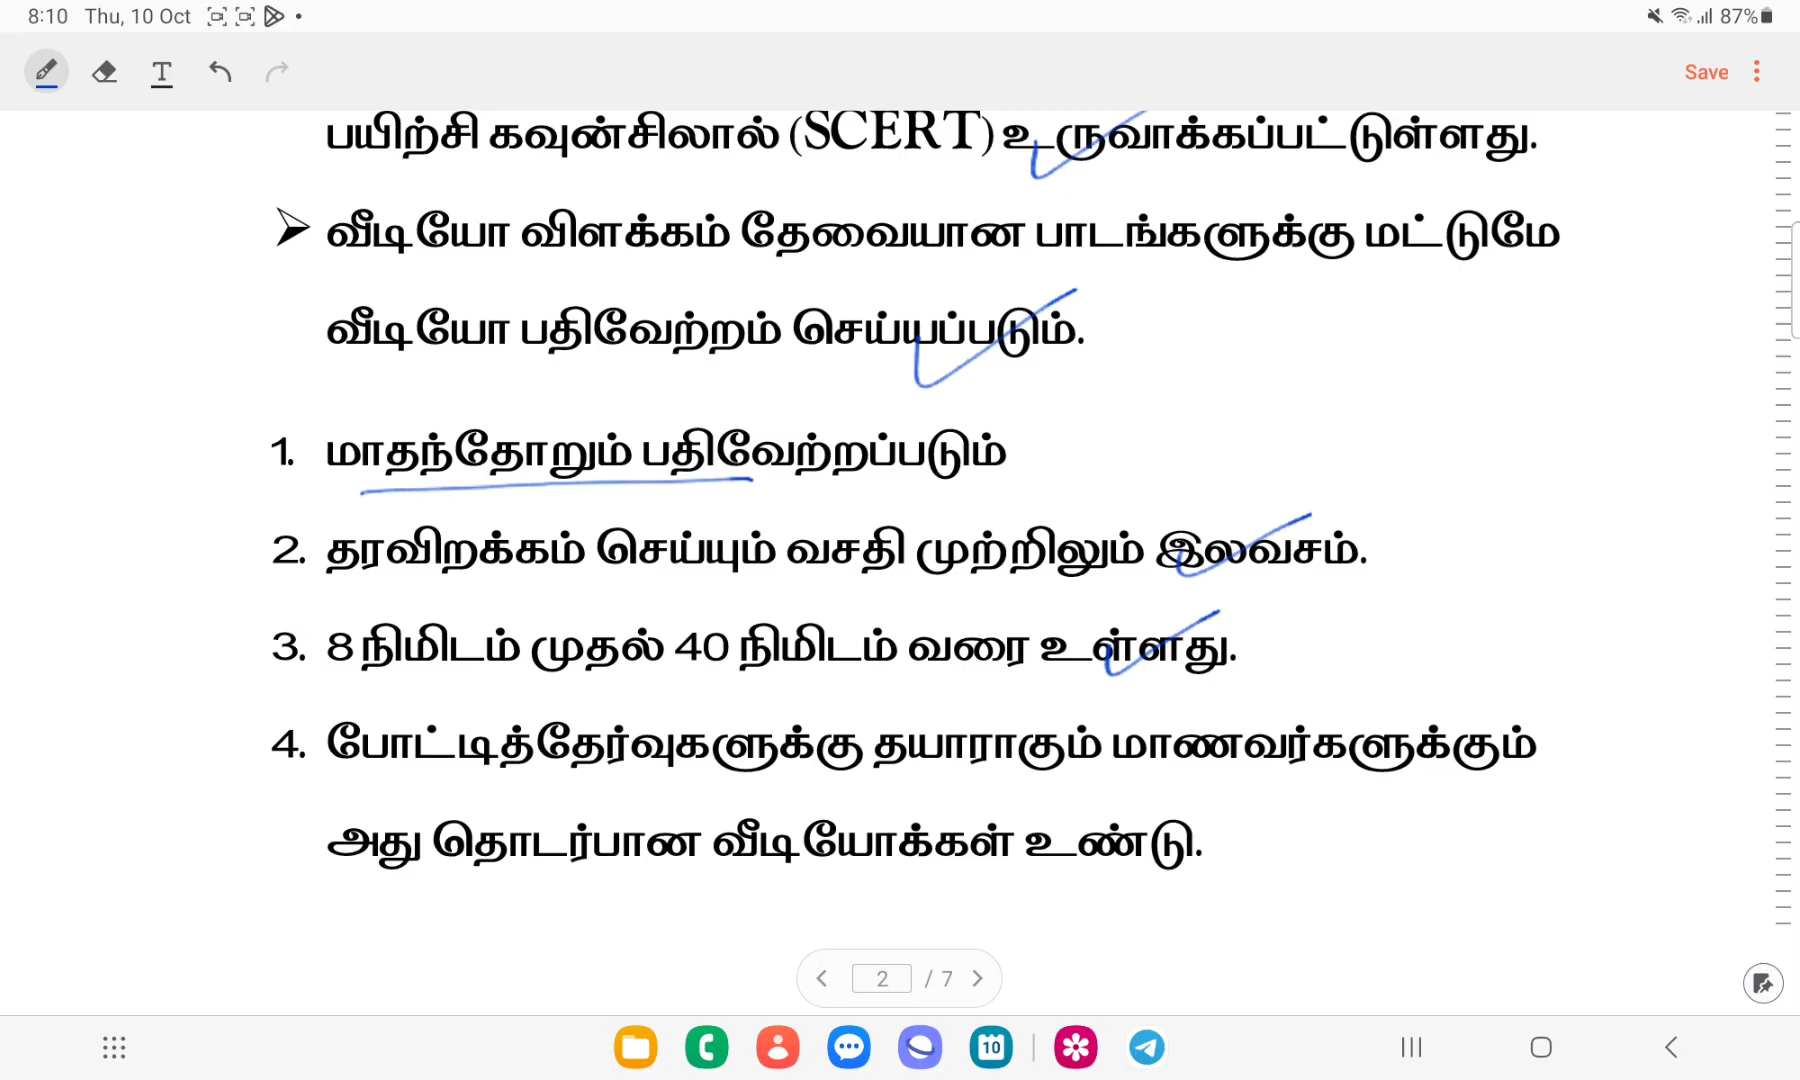 8:10 Thu, 10 Oct 87%
T Save
பயிற்சி கவுன்சிலால் (SCERT) உருவாக்கப்பட்டுள்ளது.
➢ வீடியோ விளக்கம் தேவையான பாடங்களுக்கு மட்டுமே
வீடியோ பதிவேற்றம் செய்யப்படும்.
1. மாதந்தோறும் பதிவேற்றப்படும்
2. தரவிறக்கம் செய்யும் வசதி முற்றிலும் இலவசம்.
3. 8 நிமிடம் முதல் 40 நிமிடம் வரை உள்ளது.
4. போட்டித்தேர்வுகளுக்கு தயாராகும் மாணவர்களுக்கும்
அது தொடர்பான வீடியோக்கள் உண்டு.
2 / 7
10